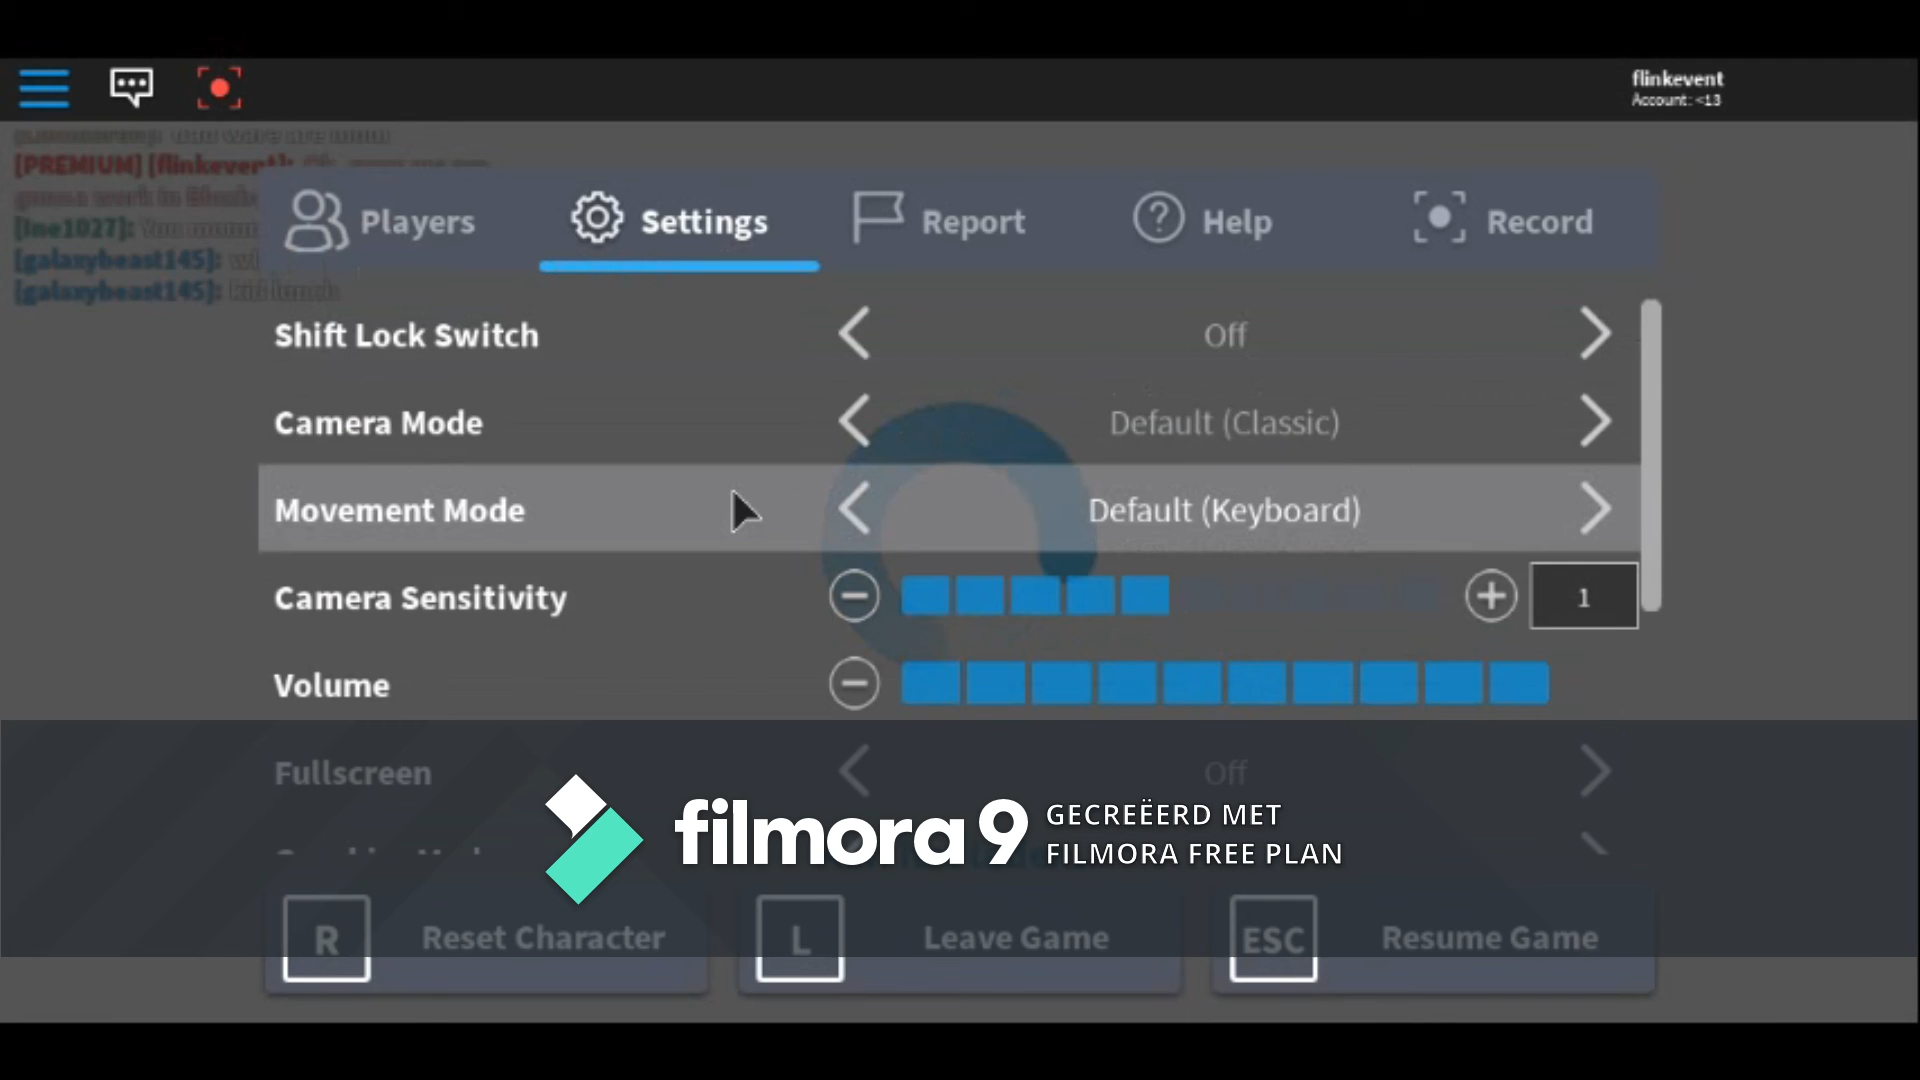 flinkevent
Account: <13
[PREMIUM] [flinkevent]:
[ine1027]: You
[galaxybeast145]:
[galaxybeast145]:
Players
Settings
Report
Help
Record
Shift Lock Switch Off
Camera Mode Default (Classic)
Movement Mode Default (Keyboard)
Camera Sensitivity 1
Volume
Fullscreen Off
filmora9 GECREËERD MET
FILMORA FREE PLAN
R Reset Character
L Leave Game
ESC Resume Game